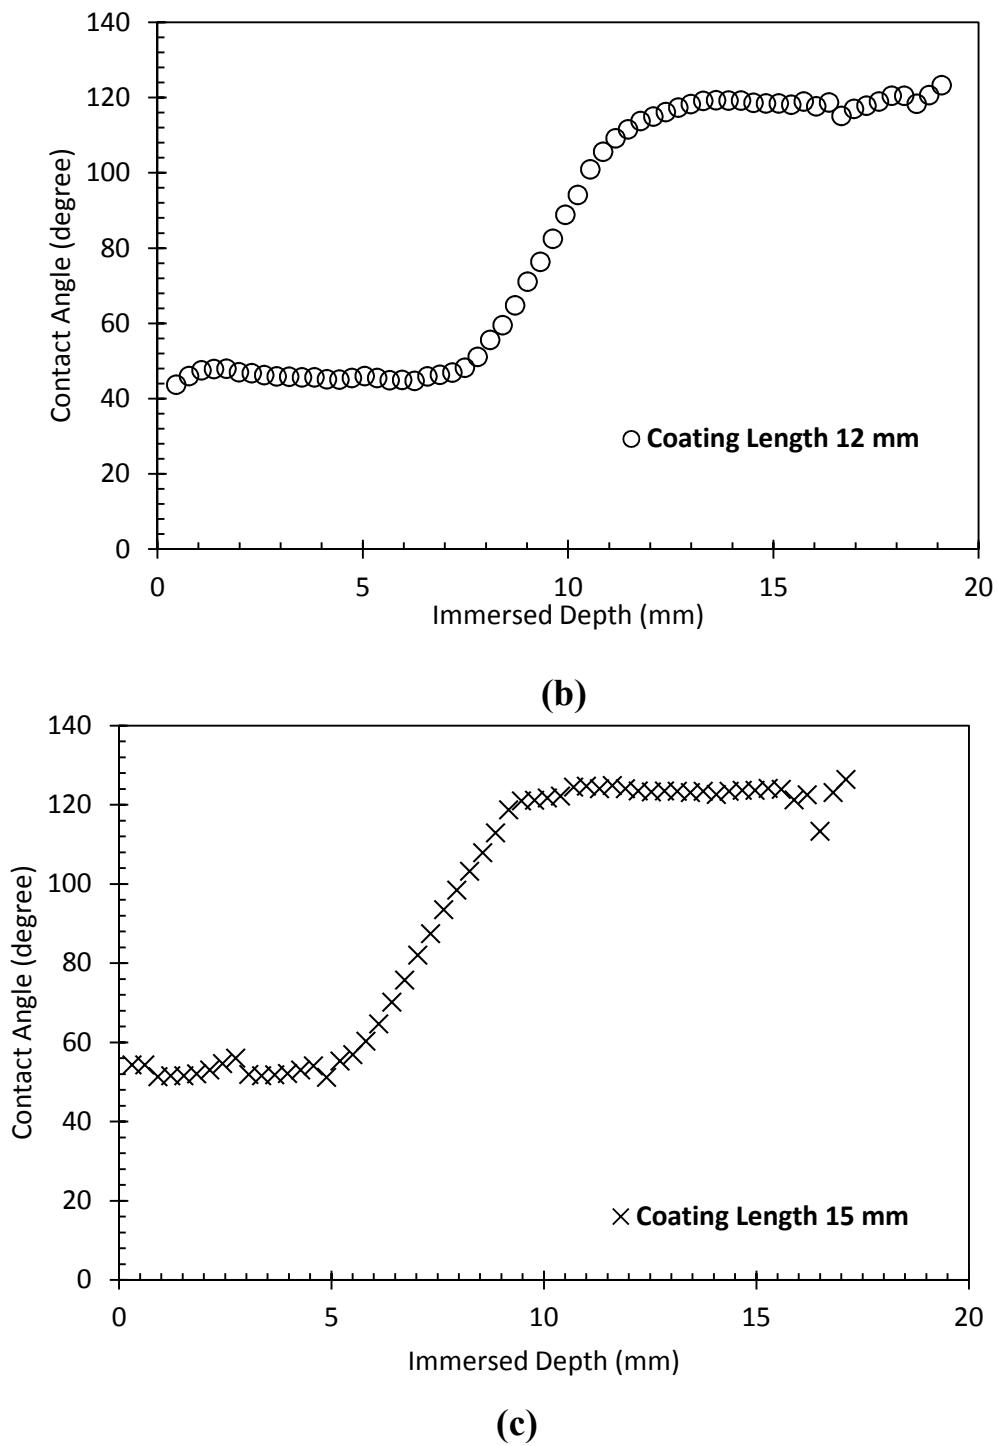 140
120
100
80
60
40
20
0
Contact Angle (degree)
Coating Length 12 mm
0 5 10 15 20
Immersed Depth (mm)
(b)
140
120
100
80
60
40
20
0
Contact Angle (degree)
Coating Length 15 mm
0 5 10 15 20
Immersed Depth (mm)
(c)